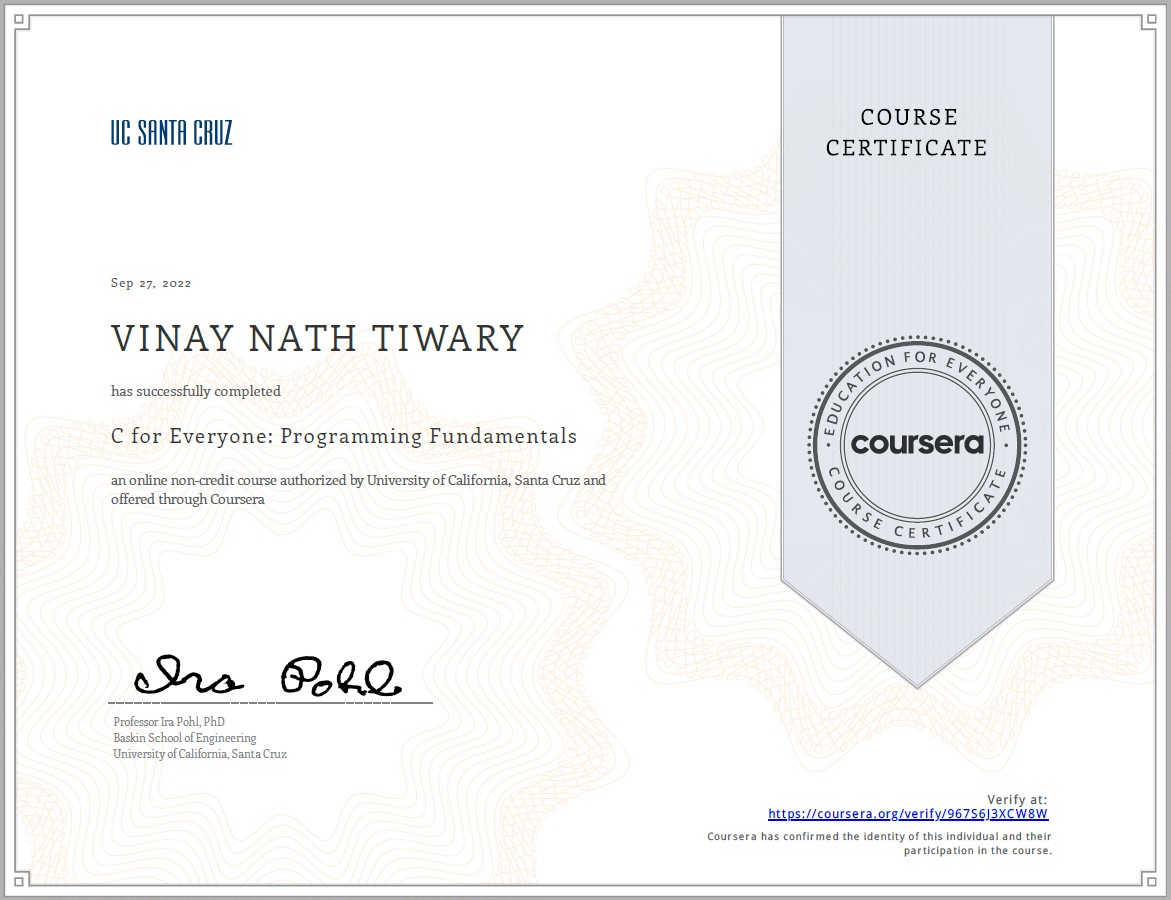 UC SANTA CRUZ
COURSE
CERTIFICATE
Sep 27, 2022
VINAY NATH TIWARY
has successfully completed
C for Everyone: Programming Fundamentals
an online non-credit course authorized by University of California, Santa Cruz and
offered through Coursera
EDUCATION FOR EVERYONE
coursera
COURSE CERTIFICATE
Ira Pohl
Professor Ira Pohl, PhD
Baskin School of Engineering
University of California, Santa Cruz
Verify at:
https://coursera.org/verify/967S6J3XCW8W
Coursera has confirmed the identity of this individual and their
participation in the course.